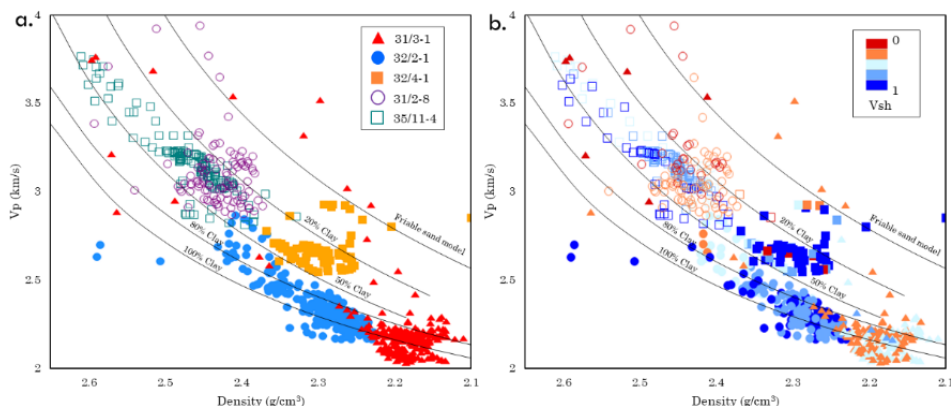 a.
4
3.5
3
2.5
2
Vp (km/s)
2.6
2.5
2.4
2.3
2.2
2.1
Density (g/cm³)
31/3-1
32/2-1
32/4-1
31/2-8
35/11-4
Friable sand model
20% Clay
50% Clay
80% Clay
100% Clay
b.
4
3.5
3
2.5
2
Vp (km/s)
2.6
2.5
2.4
2.3
2.2
2.1
Density (g/cm³)
0
1
Vsh
Friable sand model
20% Clay
50% Clay
80% Clay
100% Clay